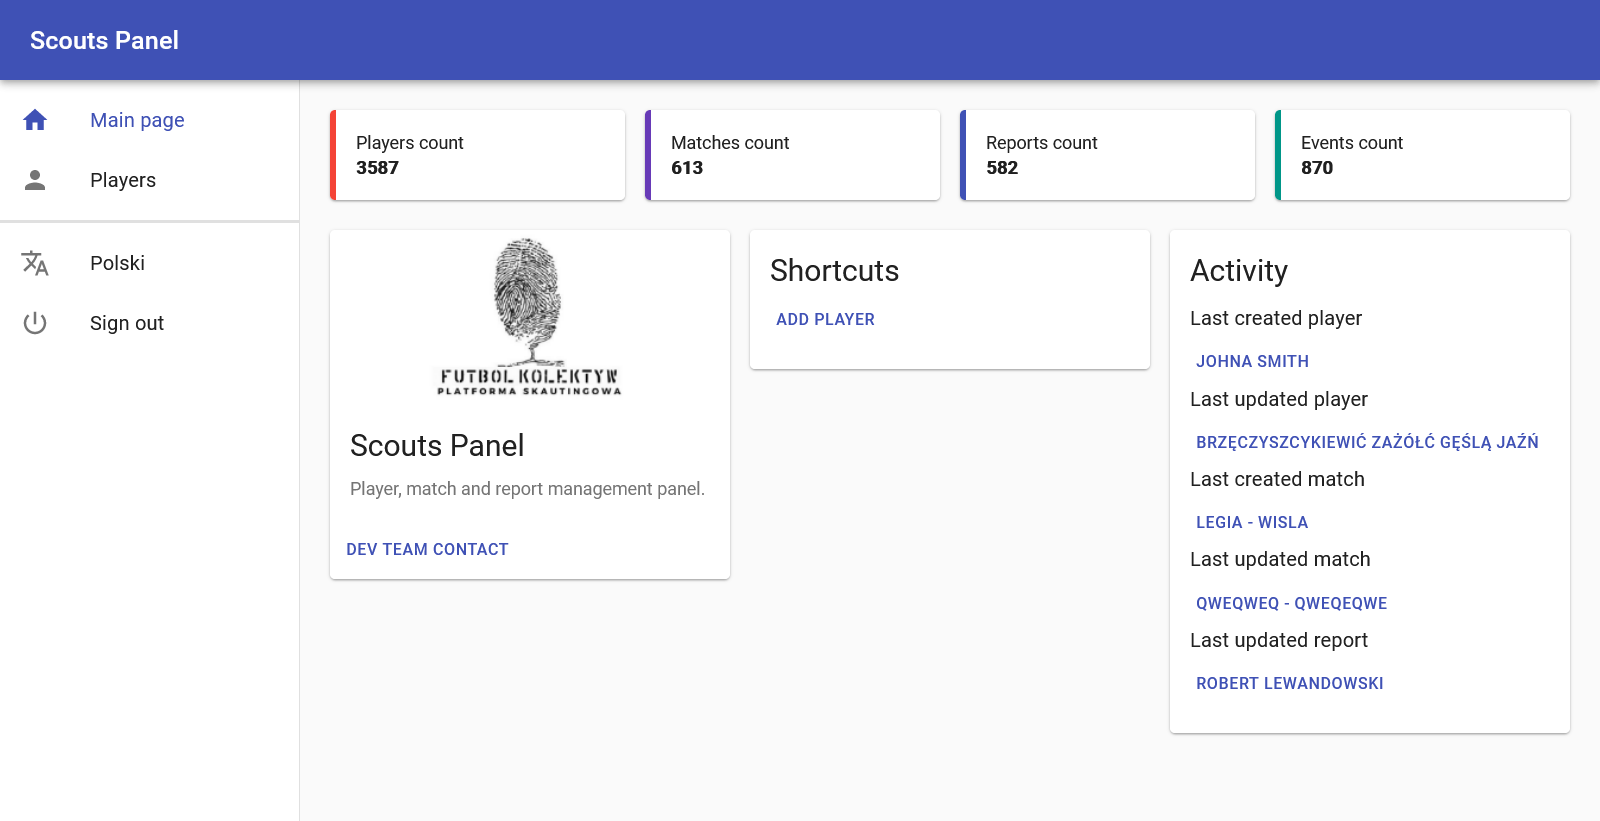 Scouts Panel
Main page
Players
Polski
Sign out
Players count
3587
Matches count
613
Reports count
582
Events count
870
FUTBOL KOLEKTYW
PLATFORMA SKAUTINGOWA
Scouts Panel
Player, match and report management panel.
DEV TEAM CONTACT
Shortcuts
ADD PLAYER
Activity
Last created player
JOHNA SMITH
Last updated player
BRZĘCZYSZCYKIEWIĆ ZAŻÓŁĆ GĘŚLĄ JAŹŃ
Last created match
LEGIA - WISLA
Last updated match
QWEQWEQ - QWEQEQWE
Last updated report
ROBERT LEWANDOWSKI